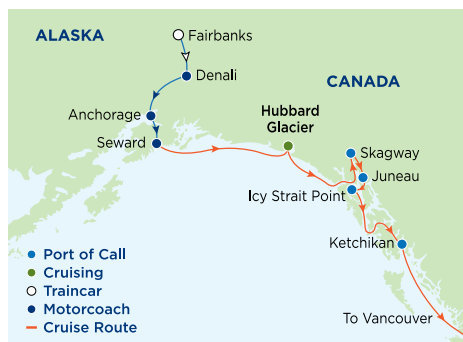 ALASKA
Fairbanks
Denali
CANADA
Anchorage
Hubbard
Glacier
Seward
Skagway
Juneau
Icy Strait Point
Ketchikan
Port of Call
Cruising
Traincar
Motorcoach
Cruise Route
To Vancouver